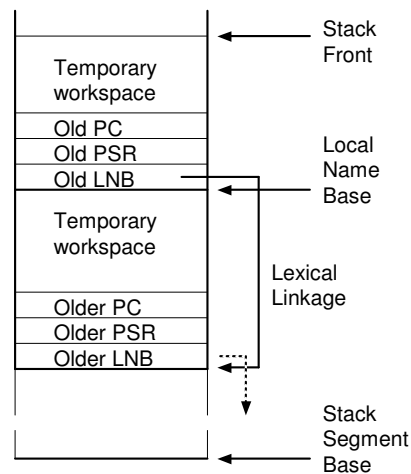 Stack
Front
Temporary
workspace
Old PC
Old PSR
Old LNB
Local
Name
Base
Temporary
workspace
Lexical
Linkage
Older PC
Older PSR
Older LNB
Stack
Segment
Base